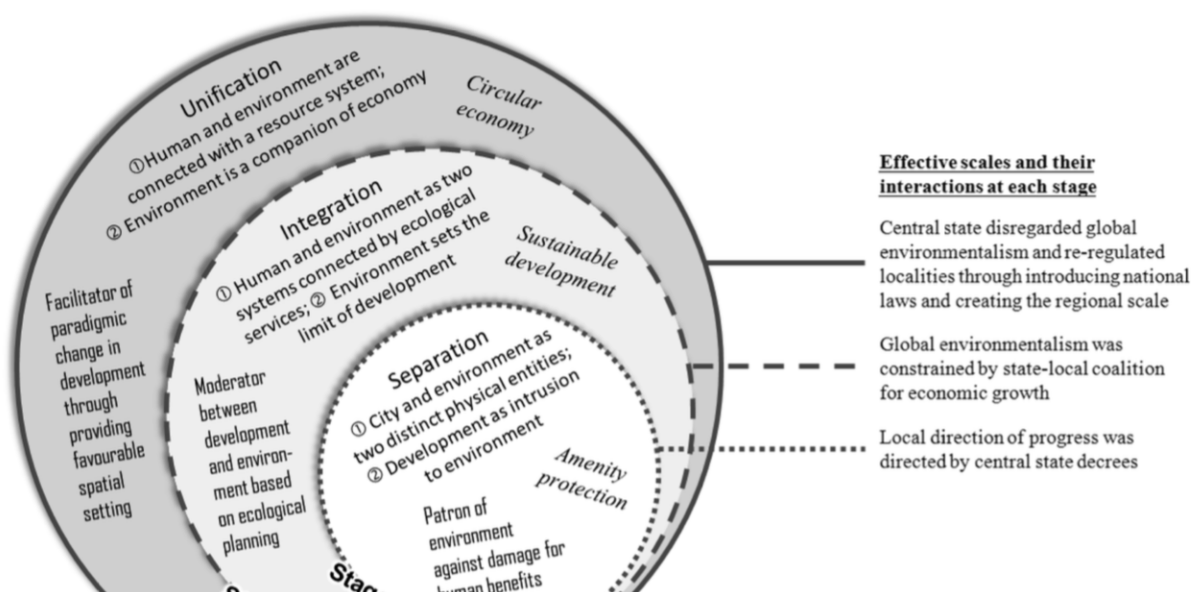 Unification
①Human and environment are
connected with a resource system;
② Environment is a companion of economy
Circular
economy
Facilitator of
paradigmic
change in
development
through
providing
favourable
spatial
setting
Integration
① Human and environment as two
systems connected by ecological
services; ② Environment sets the
limit of development
Sustainable
development
Moderator
between
development
and environ-
ment based
on ecological
planning
Separation
① City and environment as
two distinct physical entities;
② Development as intrusion
to environment
Amenity
protection
Patron of
environment
against damage for
human benefits
Effective scales and their
interactions at each stage
Central state disregarded global
environmentalism and re-regulated
localities through introducing national
laws and creating the regional scale
Global environmentalism was
constrained by state-local coalition
for economic growth
Local direction of progress was
directed by central state decrees